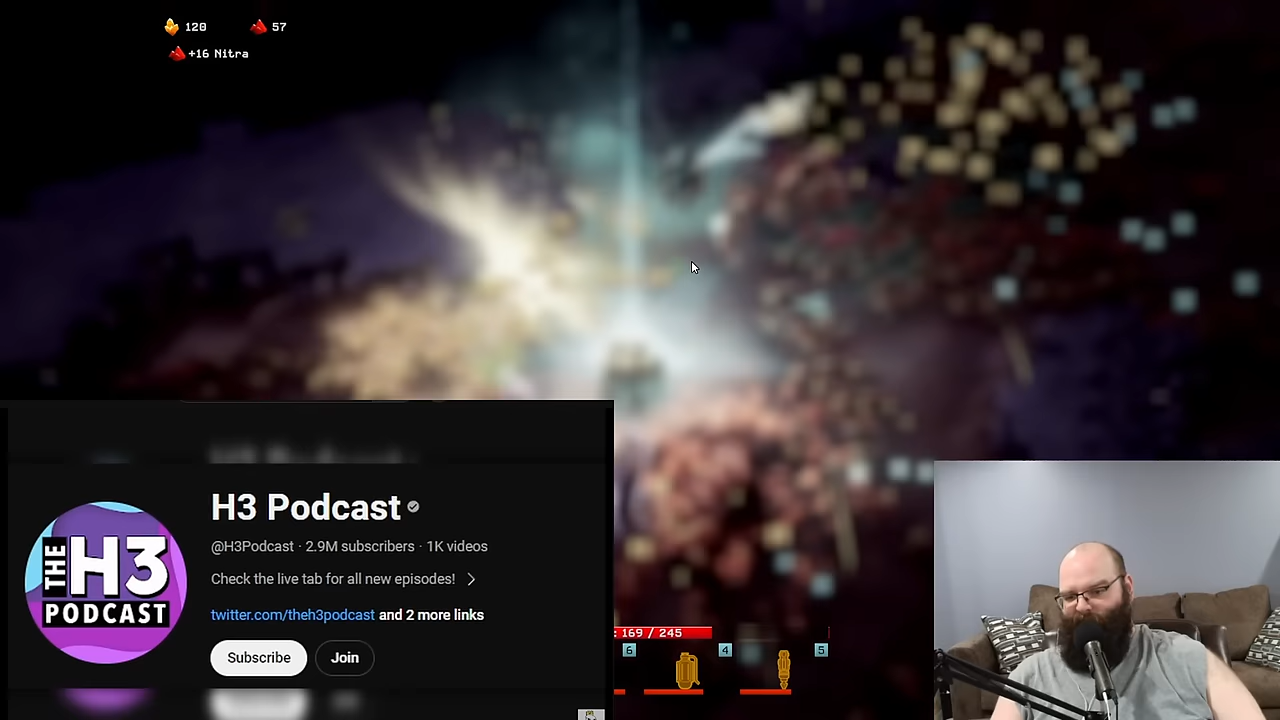 128
57
+16 Nitra
THE H3 PODCAST
H3 Podcast
@H3Podcast · 2.9M subscribers · 1K videos
Check the live tab for all new episodes!
twitter.com/theh3podcast and 2 more links
Subscribe
Join
: 169 / 245
6
4
5